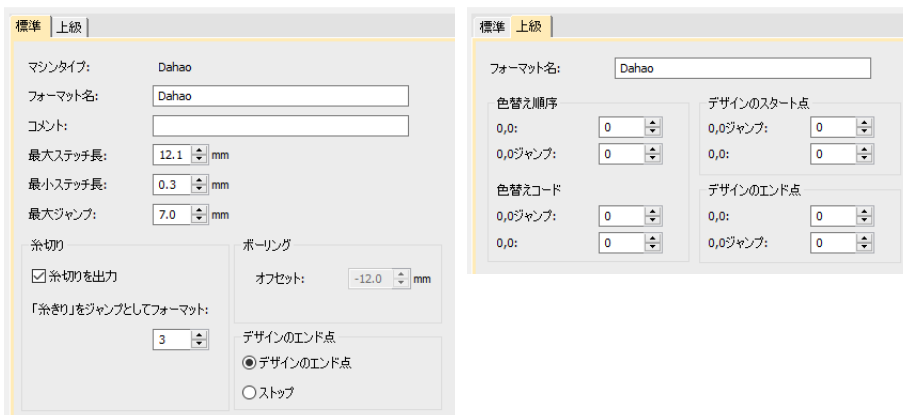 標準 上級
マシンタイプ: Dahao
フォーマット名: Dahao
コメント:
最大ステッチ長: 12.1 mm
最小ステッチ長: 0.3 mm
最大ジャンプ: 7.0 mm
糸切り
糸切りを出力
「糸きり」をジャンプとしてフォーマット:
3
ボーリング
オフセット: -12.0 mm
デザインのエンド点
デザインのエンド点
ストップ
標準 上級
フォーマット名: Dahao
色替え順序
0,0: 0
0,0ジャンプ: 0
色替えコード
0,0ジャンプ: 0
0,0: 0
デザインのスタート点
0,0ジャンプ: 0
0,0: 0
デザインのエンド点
0,0: 0
0,0ジャンプ: 0